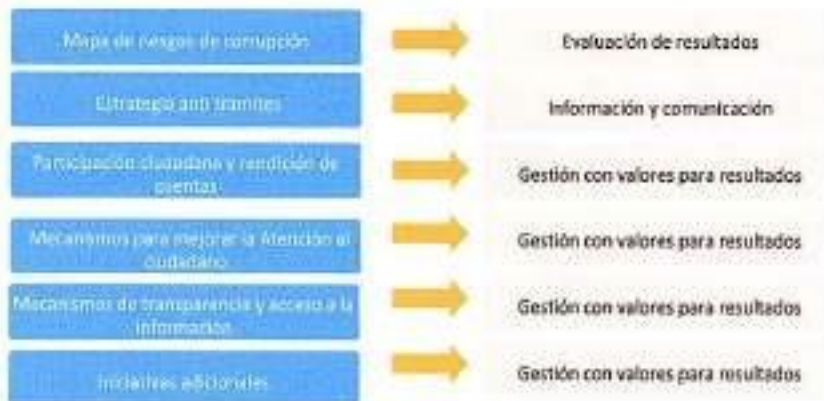 Mapa de riesgos de corrupción
Evaluación de resultados
Estrategia anti trámites
Información y comunicación
Participación ciudadana y rendición de
cuentas
Gestión con valores para resultados
Mecanismos para mejorar la Atención al
ciudadano
Gestión con valores para resultados
Mecanismos de transparencia y acceso a la
información
Gestión con valores para resultados
Iniciativas adicionales
Gestión con valores para resultados